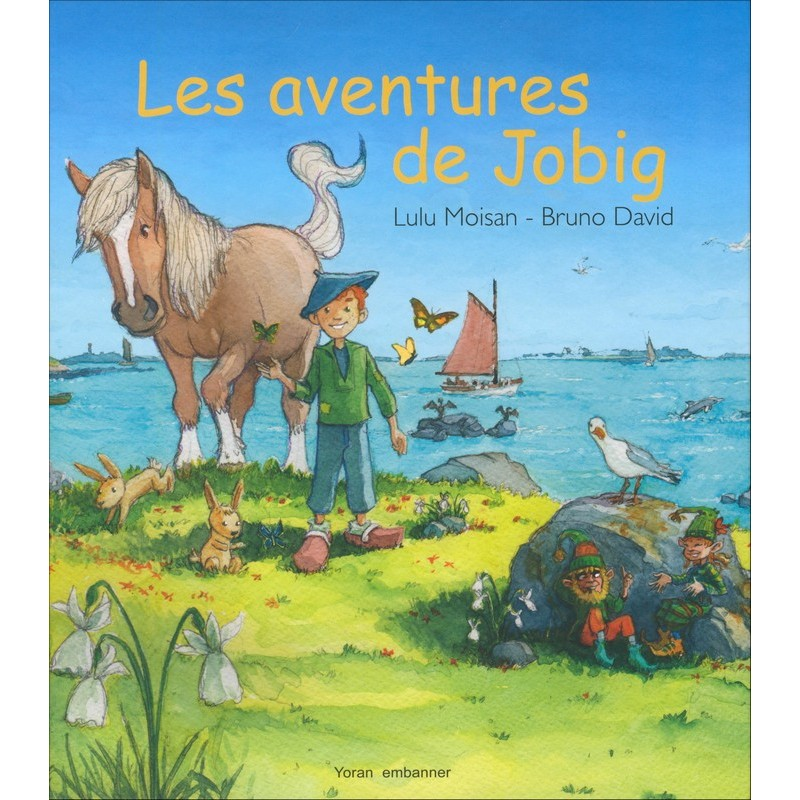 Les aventures
de Jobig
Lulu Moisan - Bruno David
Yoran embanner